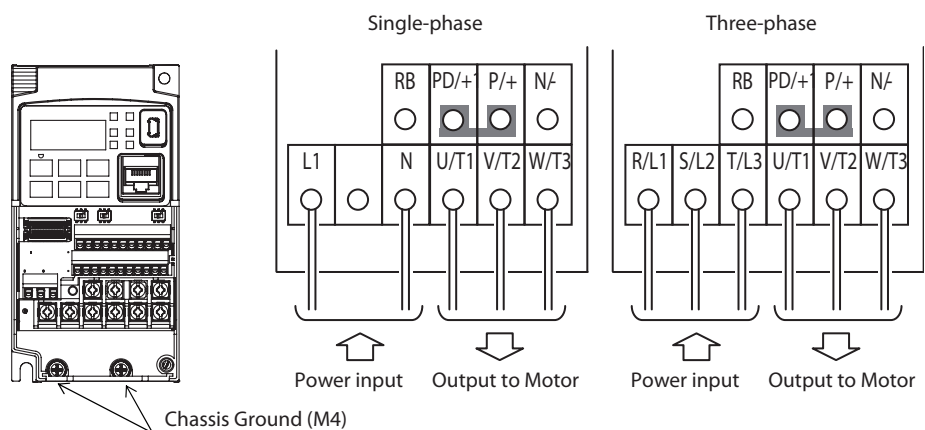 Single-phase
RB PD/+1 P/+ N/-
L1 N U/T1 V/T2 W/T3
Power input Output to Motor
Three-phase
RB PD/+1 P/+ N/-
R/L1 S/L2 T/L3 U/T1 V/T2 W/T3
Power input Output to Motor
Chassis Ground (M4)